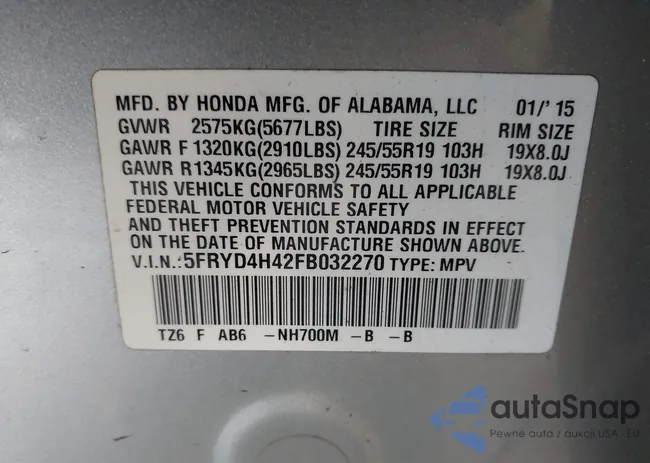 MFD. BY HONDA MFG. OF ALABAMA, LLC 01/'15
GVWR 2575KG(5677LBS) TIRE SIZE RIM SIZE
GAWR F 1320KG(2910LBS) 245/55R19 103H 19X8.0J
GAWR R1345KG(2965LBS) 245/55R19 103H 19X8.0J
THIS VEHICLE CONFORMS TO ALL APPLICABLE
FEDERAL MOTOR VEHICLE SAFETY
AND THEFT PREVENTION STANDARDS IN EFFECT
ON THE DATE OF MANUFACTURE SHOWN ABOVE.
V.I.N.:5FRYD4H42FB032270 TYPE: MPV
TZ6 F AB6 -NH700M -B -B
autoSnap
Pewne auta z aukcji USA - EU